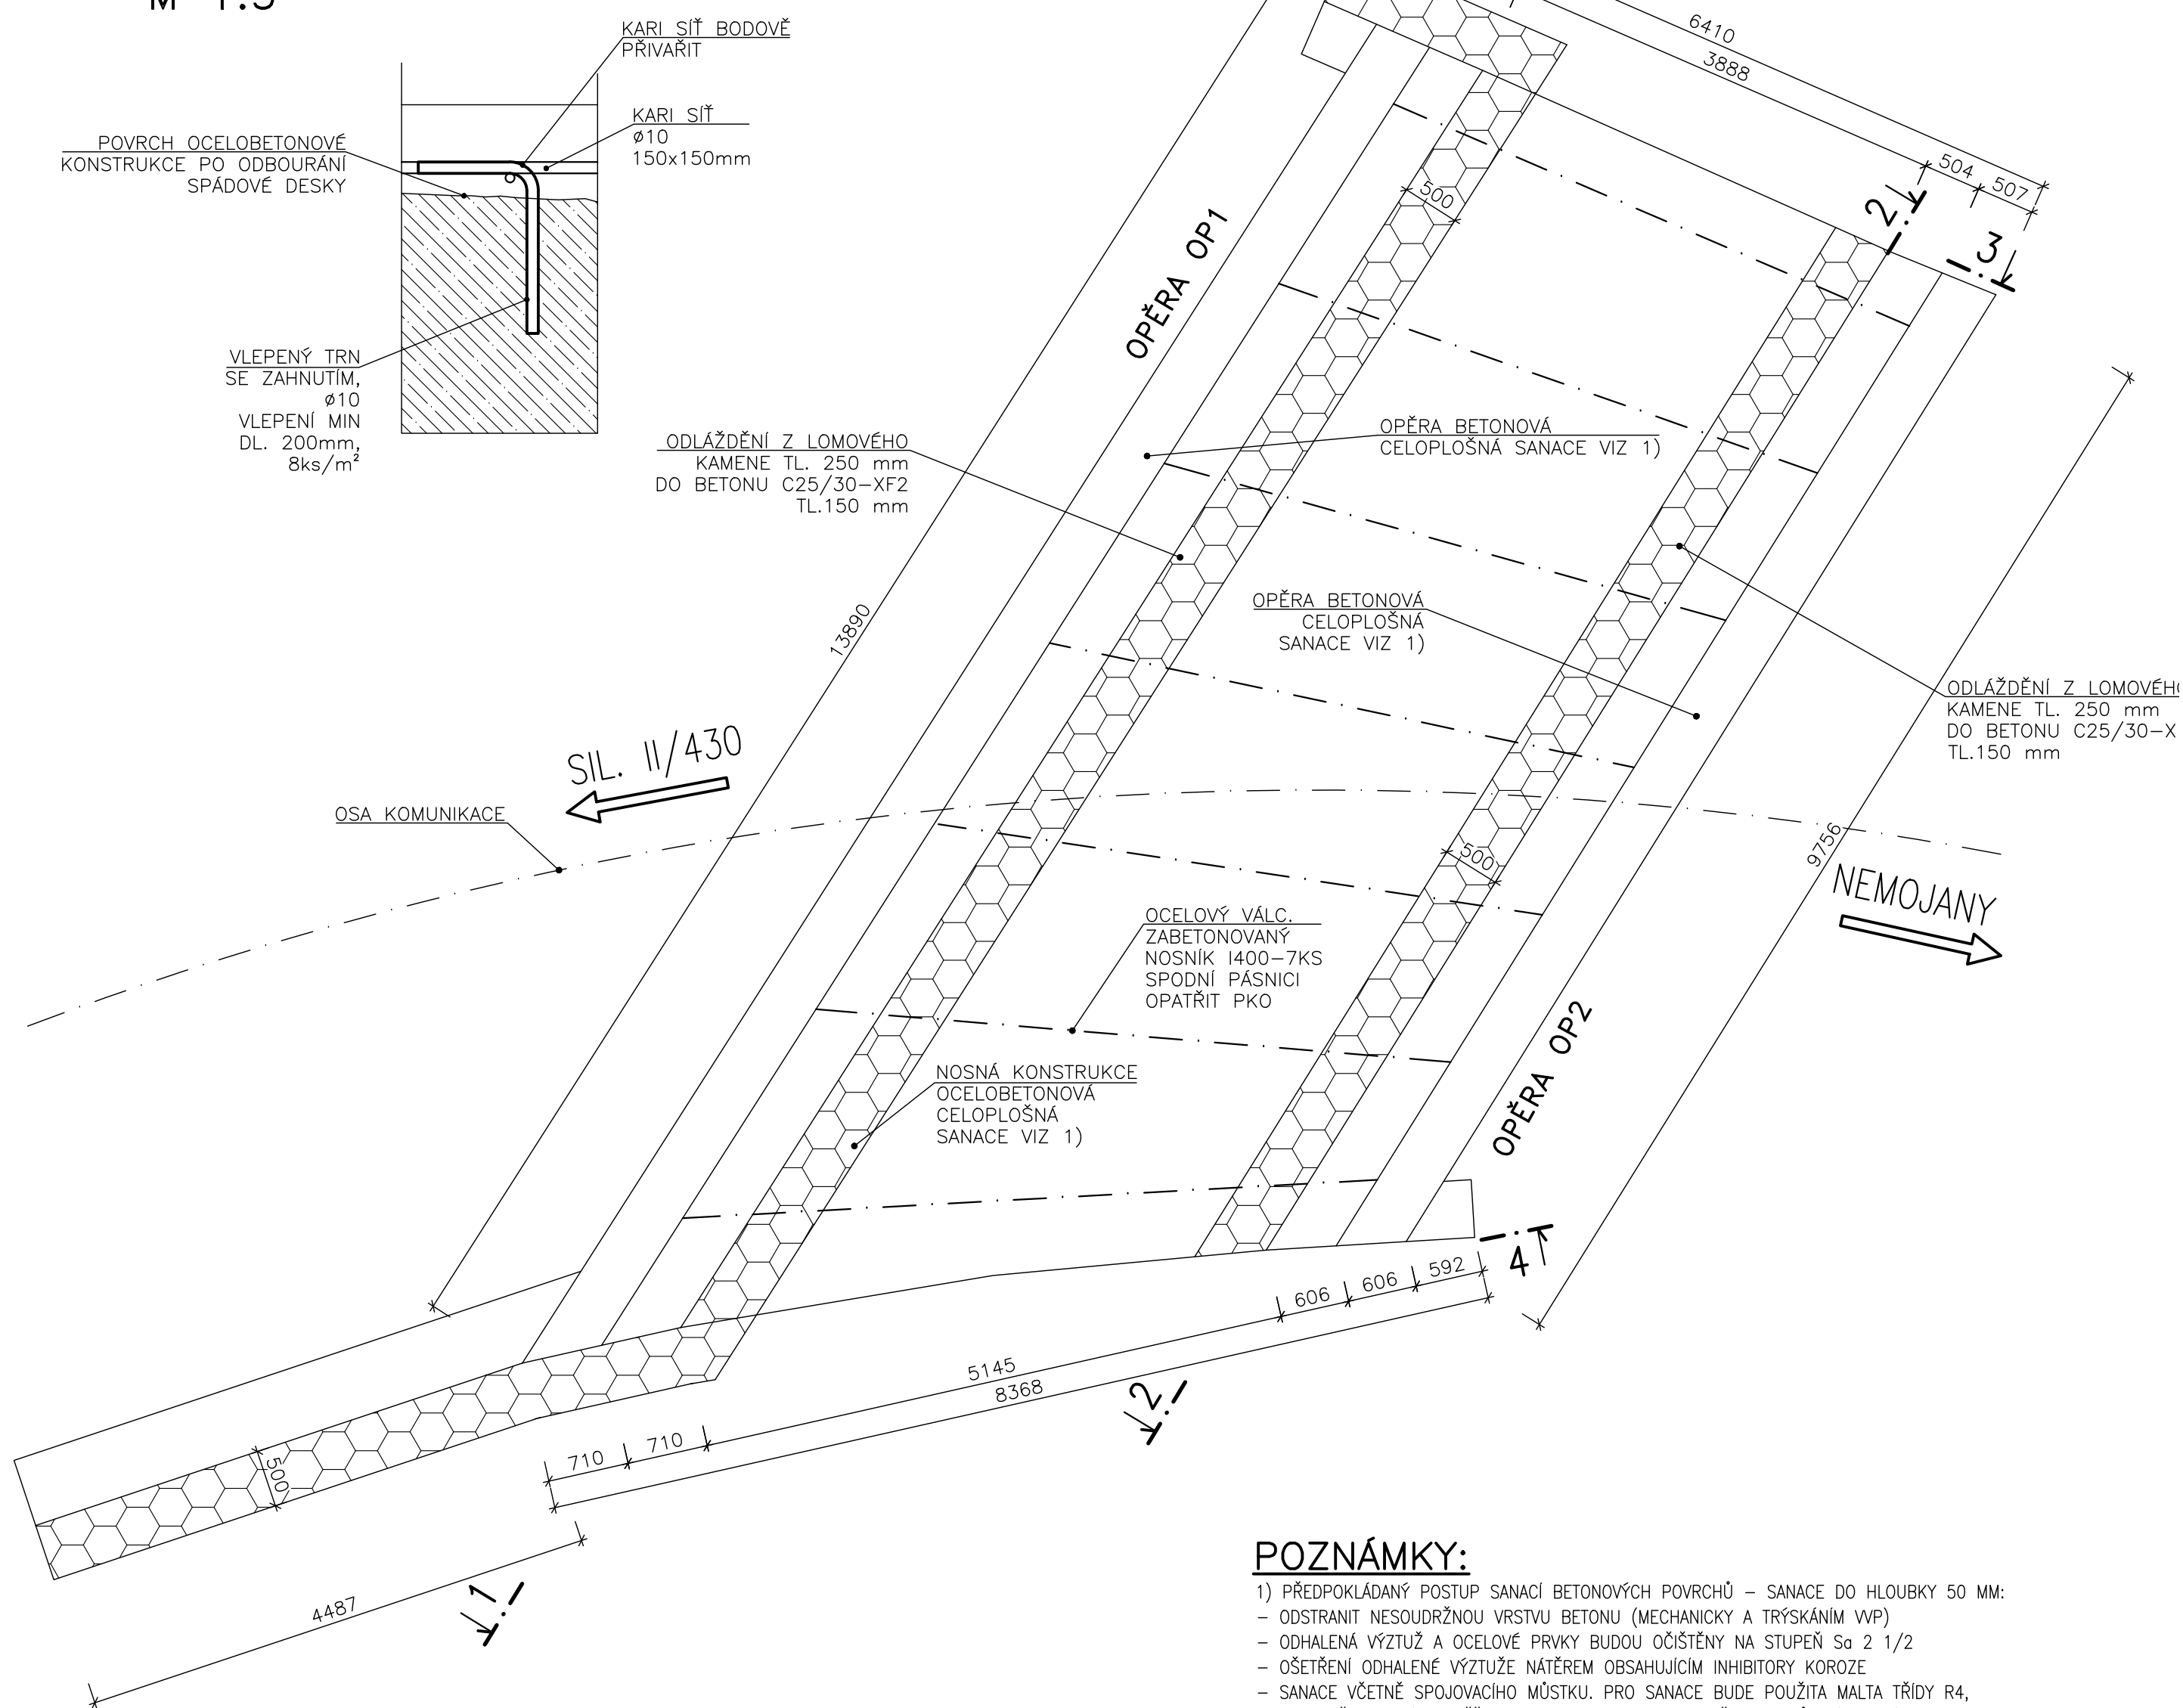 M 1:5
KARI SÍŤ BODOVĚ
PŘIVAŘIT
KARI SÍŤ
ø10
150x150mm
POVRCH OCELOBETONOVÉ
KONSTRUKCE PO ODBOURÁNÍ
SPÁDOVÉ DESKY
VLEPENÝ TRN
SE ZAHNUTÍM,
ø10
VLEPENÍ MIN
DL. 200mm,
8ks/m²
6410
3888
504
507
2
3
500
OPĚRA OP1
ODLÁŽDĚNÍ Z LOMOVÉHO
KAMENE TL. 250 mm
DO BETONU C25/30-XF2
TL.150 mm
OPĚRA BETONOVÁ
CELOPLOŠNÁ SANACE VIZ 1)
OPĚRA BETONOVÁ
CELOPLOŠNÁ
SANACE VIZ 1)
13890
ODLÁŽDĚNÍ Z LOMOVÉH
KAMENE TL. 250 mm
DO BETONU C25/30-X
TL.150 mm
SIL. II/430
OSA KOMUNIKACE
500
9756
NEMOJANY
OCELOVÝ VÁLC.
ZABETONOVANÝ
NOSNÍK I400-7KS
SPODNÍ PÁSNICI
OPATŘIT PKO
OPĚRA OP2
NOSNÁ KONSTRUKCE
OCELOBETONOVÁ
CELOPLOŠNÁ
SANACE VIZ 1)
4
606
606
592
5145
8368
2
710
710
500
4487
1
POZNÁMKY:
1) PŘEDPOKLÁDANÝ POSTUP SANACÍ BETONOVÝCH POVRCHŮ – SANACE DO HLOUBKY 50 MM:
– ODSTRANIT NESOUDRŽNOU VRSTVU BETONU (MECHANICKY A TRÝSKÁNÍM VVP)
– ODHALENÁ VÝZTUŽ A OCELOVÉ PRVKY BUDOU OČIŠTĚNY NA STUPEŇ Sa 2 1/2
– OŠETŘENÍ ODHALENÉ VÝZTUŽE NÁTĚREM OBSAHUJÍCÍM INHIBITORY KOROZE
– SANACE VČETNĚ SPOJOVACÍHO MŮSTKU. PRO SANACE BUDE POUŽITA MALTA TŘÍDY R4,